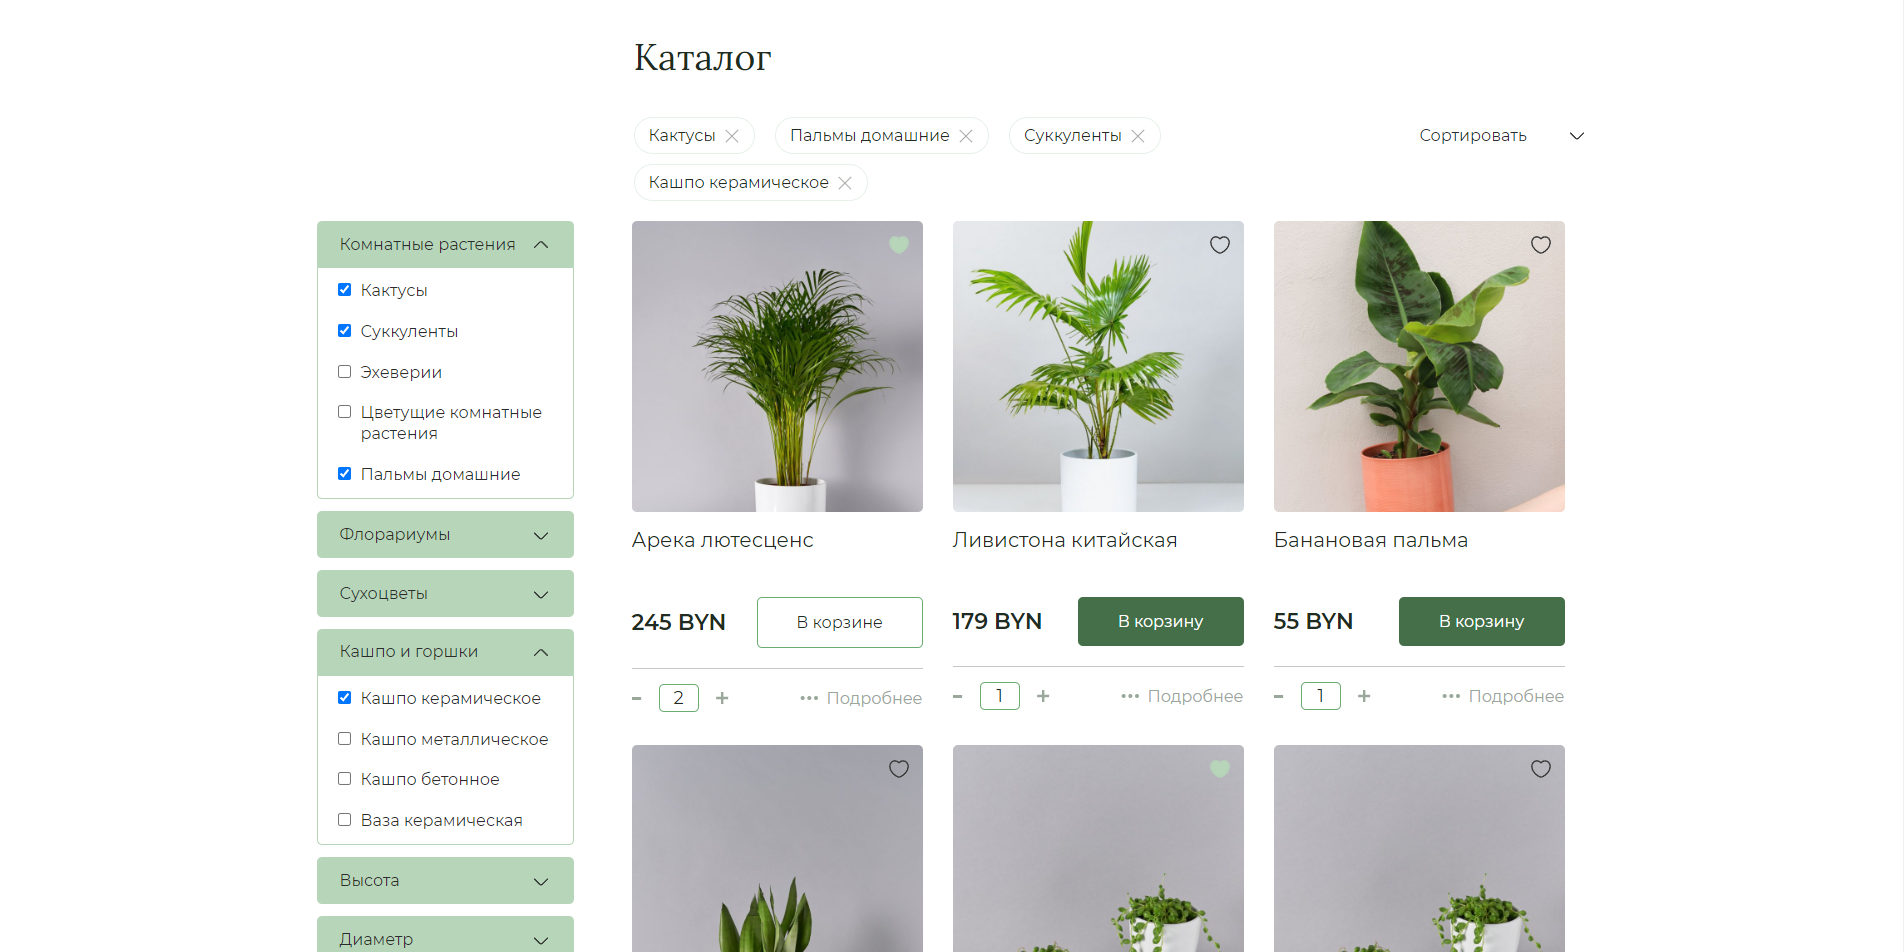 Каталог
Кактусы
Пальмы домашние
Суккуленты
Сортировать
Кашпо керамическое
Комнатные растения
Кактусы
Суккуленты
Эхеверии
Цветущие комнатные
растения
Пальмы домашние
Флорариумы
Сухоцветы
Кашпо и горшки
Кашпо керамическое
Кашпо металлическое
Кашпо бетонное
Ваза керамическая
Высота
Диаметр
Арека лютесценс
245 BYN
В корзине
- 2 +
••• Подробнее
Ливистона китайская
179 BYN
В корзину
- 1 +
••• Подробнее
Банановая пальма
55 BYN
В корзину
- 1 +
••• Подробнее